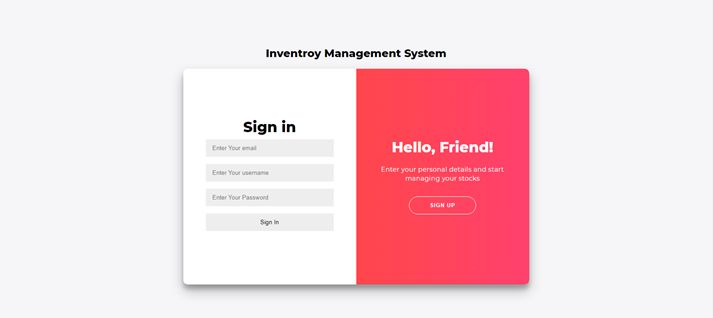 Inventroy Management System
Sign in
Enter Your email
Enter Your username
Enter Your Password
Sign In
Hello, Friend!
Enter your personal details and start
managing your stocks
SIGN UP